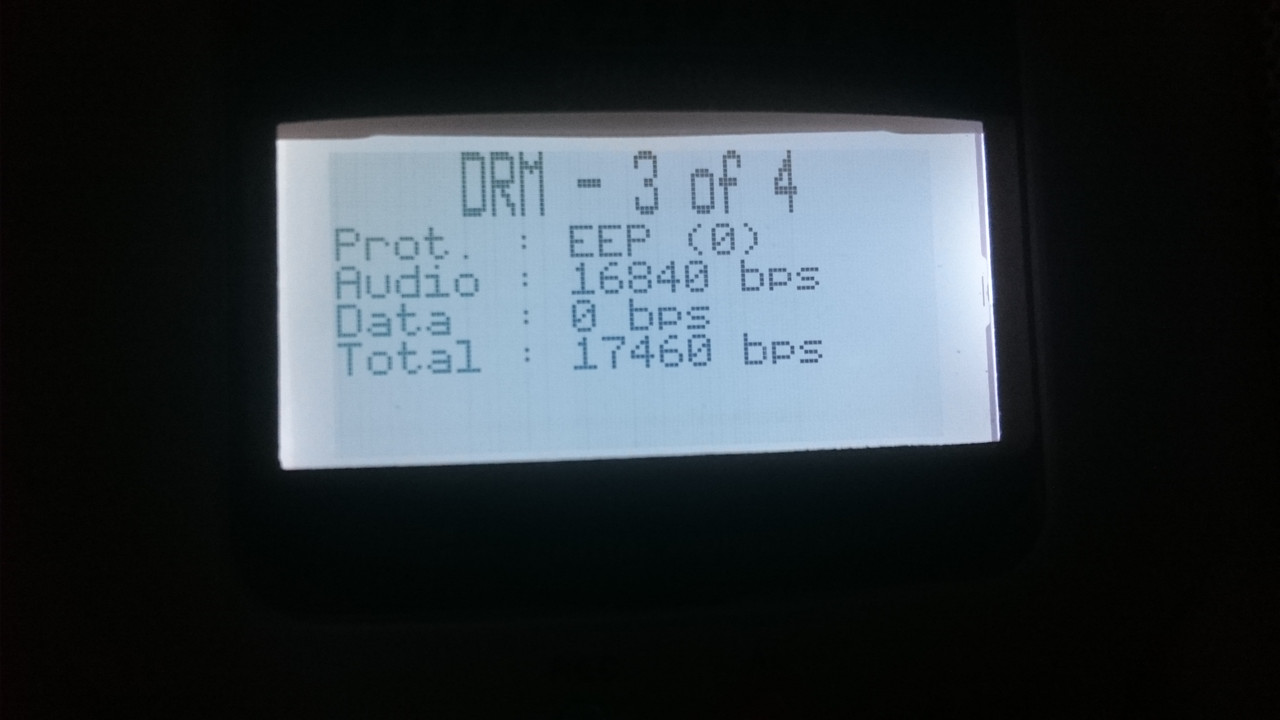 DRM - 3 of 4
Prot. : EEP (0)
Audio : 16840 bps
Data : 0 bps
Total : 17460 bps